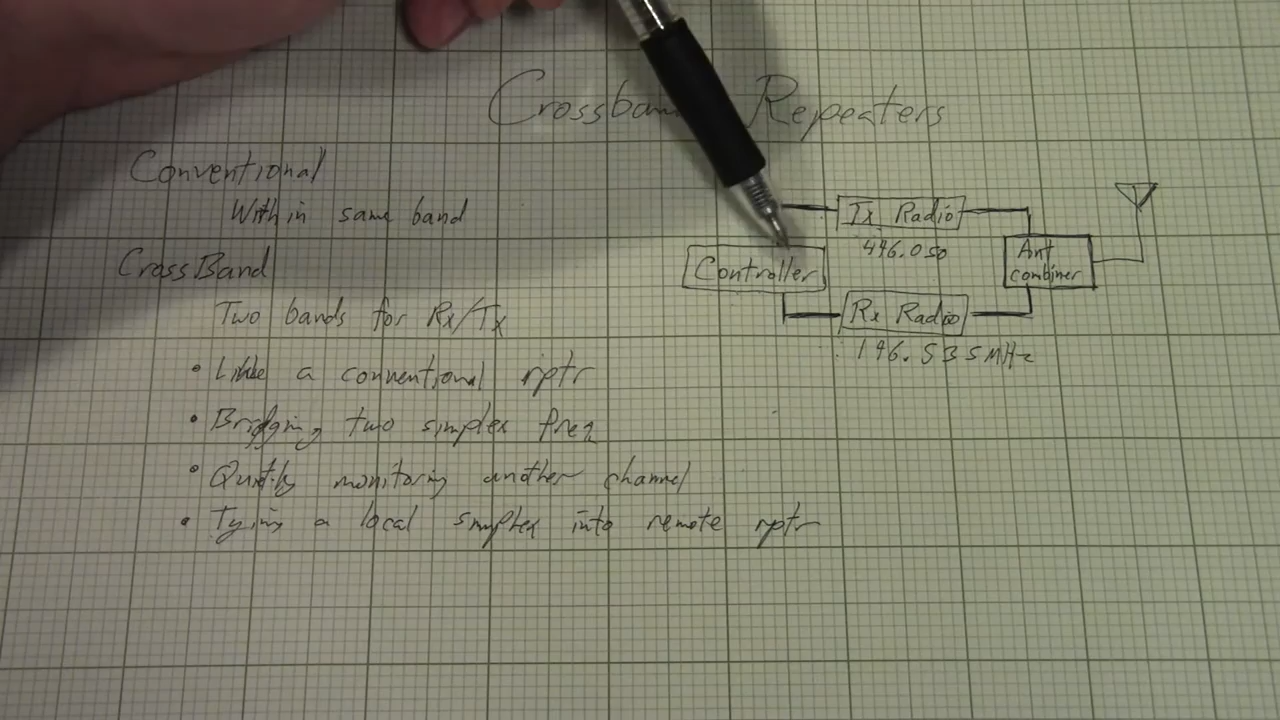 Crossband Repeaters
Conventional
Within same band
CrossBand
Two bands for Rx/Tx
• Like a conventional rptr
• Bridging two simplex freq
• Quietly monitoring another channel
• Tying a local simplex into remote rptr
Tx Radio
446.050
Controller
Ant
combiner
Rx Radio
146.535 MHz